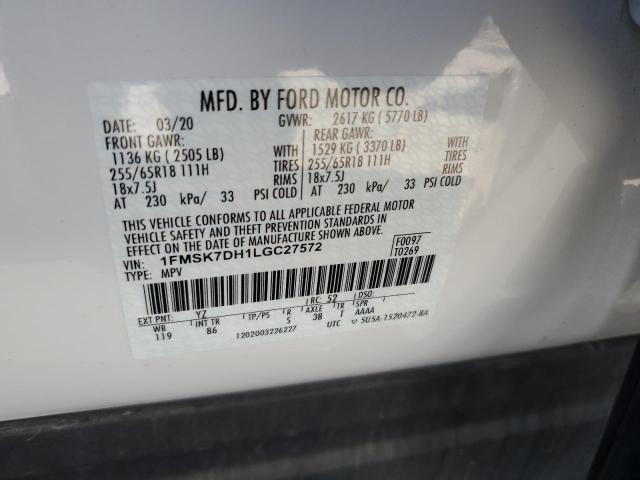 MFD. BY FORD MOTOR CO.
DATE: 03/20 GVWR: 2617 KG ( 5770 LB)
FRONT GAWR: REAR GAWR:
1136 KG ( 2505 LB) WITH 1529 KG ( 3370 LB) WITH
255/65R18 111H TIRES 255/65R18 111H TIRES
18x7.5J RIMS 18x7.5J RIMS
AT 230 kPa/ 33 PSI COLD AT 230 kPa/ 33 PSI COLD
THIS VEHICLE CONFORMS TO ALL APPLICABLE FEDERAL MOTOR
VEHICLE SAFETY AND THEFT PREVENTION STANDARDS IN
EFFECT ON THE DATE OF MANUFACTURE SHOWN ABOVE.
VIN: 1FMSK7DH1LGC27572 F0097
TYPE: MPV T0269
EXT PNT: YZ RC: 52 DSO:
WB INT TR TP/PS R AXLE TR SPR
119 86 S 3B T AAAA
1202003226227 UTC ▽ 5U5A-1520472-BA